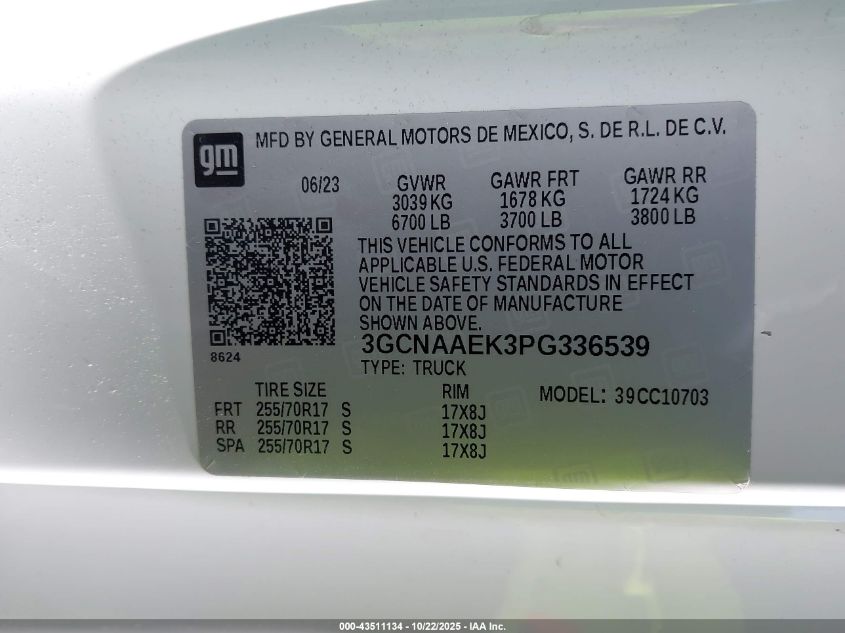 gm
MFD BY GENERAL MOTORS DE MEXICO, S. DE R.L. DE C.V.
06/23 GVWR GAWR FRT GAWR RR
3039 KG 1678 KG 1724 KG
6700 LB 3700 LB 3800 LB
THIS VEHICLE CONFORMS TO ALL
APPLICABLE U.S. FEDERAL MOTOR
VEHICLE SAFETY STANDARDS IN EFFECT
ON THE DATE OF MANUFACTURE
SHOWN ABOVE.
8624
3GCNAAEK3PG336539
TYPE: TRUCK
TIRE SIZE RIM MODEL: 39CC10703
FRT 255/70R17 S 17X8J
RR 255/70R17 S 17X8J
SPA 255/70R17 S 17X8J
000-43511134 - 10/22/2025 - IAA Inc.